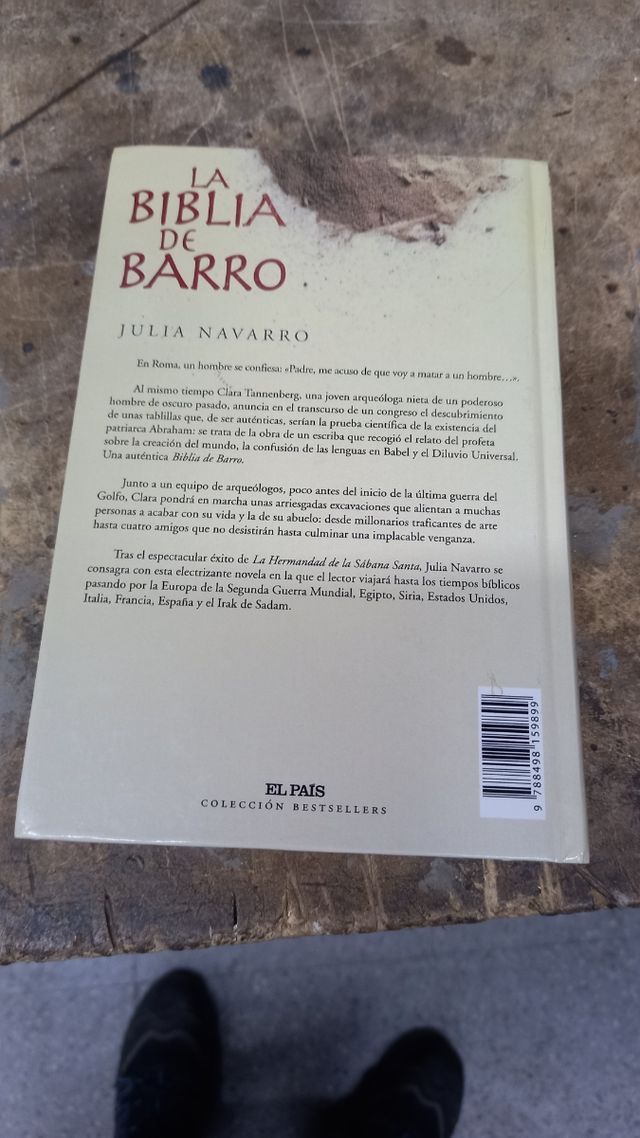 LA
BIBLIA
DE
BARRO
JULIA NAVARRO
En Roma, un hombre se confiesa: «Padre, me acuso de que voy a matar a un hombre...».
Al mismo tiempo Clara Tannenberg, una joven arqueóloga nieta de un poderoso
hombre de oscuro pasado, anuncia en el transcurso de un congreso el descubrimiento
de unas tablillas que, de ser auténticas, serían la prueba científica de la existencia del
patriarca Abraham: se trata de la obra de un escriba que recogió el relato del profeta
sobre la creación del mundo, la confusión de las lenguas en Babel y el Diluvio Universal.
Una auténtica Biblia de Barro.
Junto a un equipo de arqueólogos, poco antes del inicio de la última guerra del
Golfo, Clara pondrá en marcha unas arriesgadas excavaciones que alientan a muchas
personas a acabar con su vida y la de su abuelo: desde millonarios traficantes de arte
hasta cuatro amigos que no desistirán hasta culminar una implacable venganza.
Tras el espectacular éxito de La Hermandad de la Sábana Santa, Julia Navarro se
consagra con esta electrizante novela en la que el lector viajará hasta los tiempos bíblicos
pasando por la Europa de la Segunda Guerra Mundial, Egipto, Siria, Estados Unidos,
Italia, Francia, España y el Irak de Sadam.
EL PAÍS
COLECCIÓN BESTSELLERS
9 788498 159899